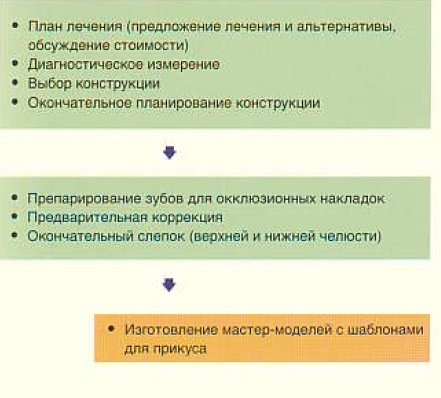 • План лечения (предложение лечения и альтернативы,
обсуждение стоимости)
• Диагностическое измерение
• Выбор конструкции
• Окончательное планирование конструкции
• Препарирование зубов для окклюзионных накладок
• Предварительная коррекция
• Окончательный слепок (верхней и нижней челюсти)
• Изготовление мастер-моделей с шаблонами
для прикуса